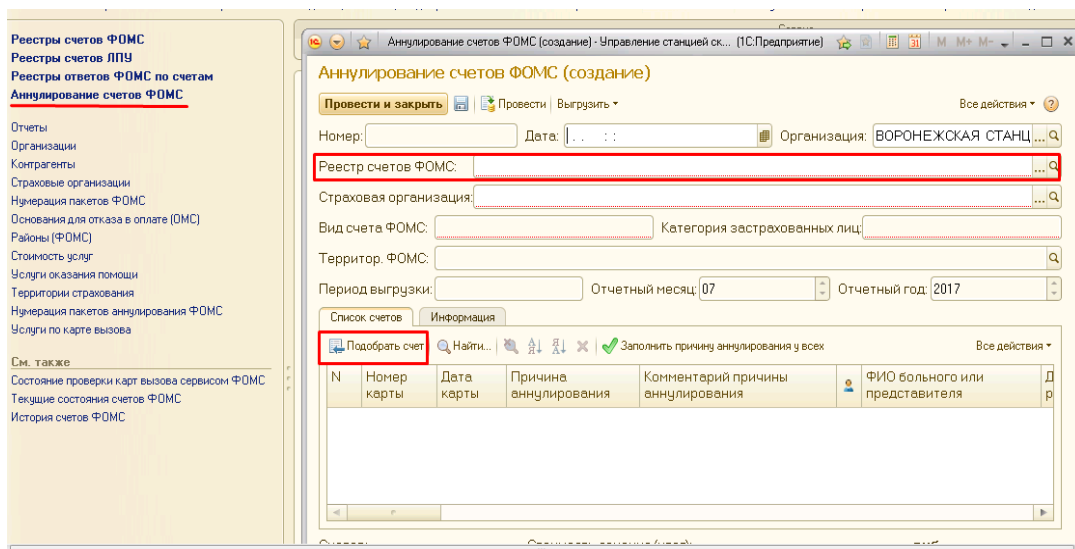 Сервис
Реестры счетов ФОМС
Реестры счетов ЛПУ
Реестры ответов ФОМС по счетам
Аннулирование счетов ФОМС
Отчеты
Организации
Контрагенты
Страховые организации
Нумерация пакетов ФОМС
Основания для отказа в оплате (ОМС)
Районы (ФОМС)
Стоимость услуг
Услуги оказания помощи
Территории страхования
Нумерация пакетов аннулирования ФОМС
Услуги по карте вызова
См. также
Состояние проверки карт вызова сервисом ФОМС
Текущие состояния счетов ФОМС
История счетов ФОМС
Аннулирование счетов ФОМС (создание) - Управление станцией ск... (1С:Предприятие) 31 M M+ M-
Аннулирование счетов ФОМС (создание)
Провести и закрыть Провести Выгрузить Все действия ?
Номер: Дата: . . : : Организация: ВОРОНЕЖСКАЯ СТАНЦ ...
Реестр счетов ФОМС: ...
Страховая организация: ...
Вид счета ФОМС: Категория застрахованных лиц:
Территор. ФОМС:
Период выгрузки: Отчетный месяц: 07 Отчетный год: 2017
Список счетов Информация
Подобрать счет Найти... Заполнить причину аннулирования у всех Все действия
N Номер карты Дата карты Причина аннулирования Комментарий причины аннулирования ФИО больного или представителя Д р